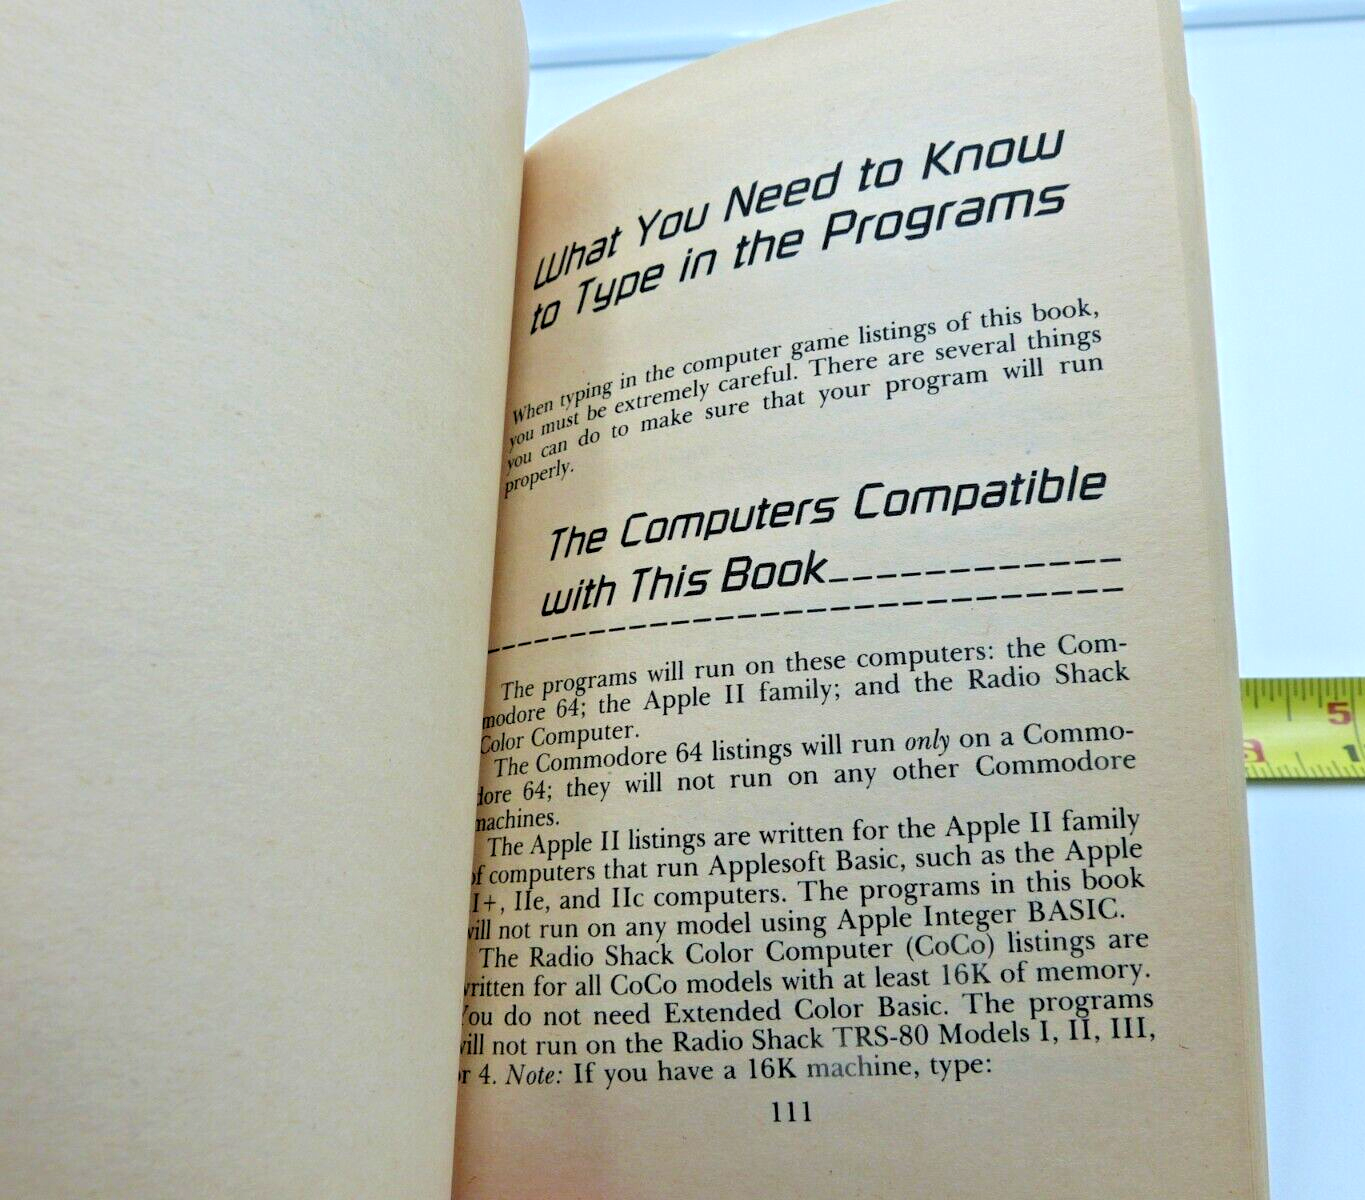 What You Need to Know
to Type in the Programs
When typing in the computer game listings of this book,
you must be extremely careful. There are several things
you can do to make sure that your program will run
properly.
The Computers Compatible
with This Book
The programs will run on these computers: the Com-
modore 64; the Apple II family; and the Radio Shack
Color Computer.
The Commodore 64 listings will run only on a Commo-
dore 64; they will not run on any other Commodore
machines.
The Apple II listings are written for the Apple II family
of computers that run Applesoft Basic, such as the Apple
I+, IIe, and IIc computers. The programs in this book
will not run on any model using Apple Integer BASIC.
The Radio Shack Color Computer (CoCo) listings are
written for all CoCo models with at least 16K of memory.
You do not need Extended Color Basic. The programs
will not run on the Radio Shack TRS-80 Models I, II, III,
or 4. Note: If you have a 16K machine, type:
111
5